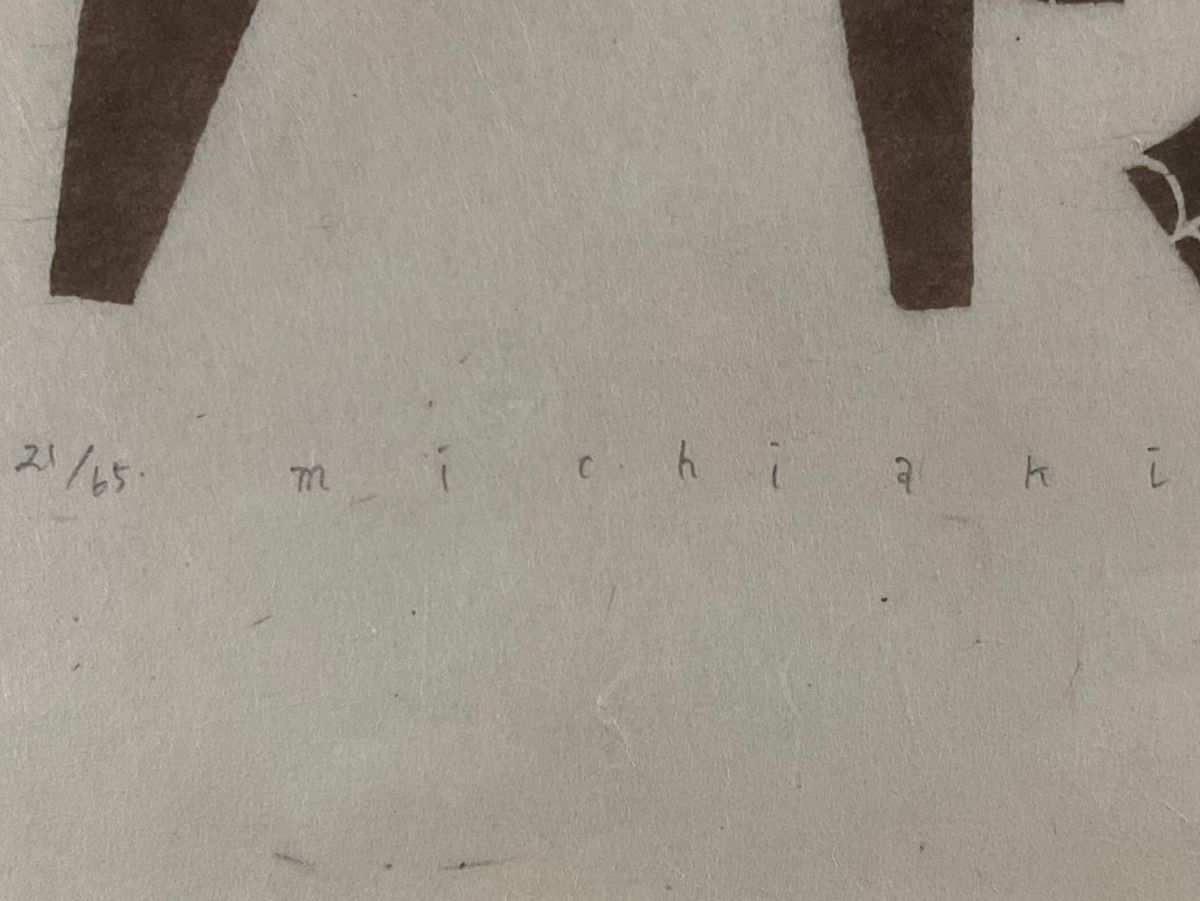 21/65. m i c h i a k i